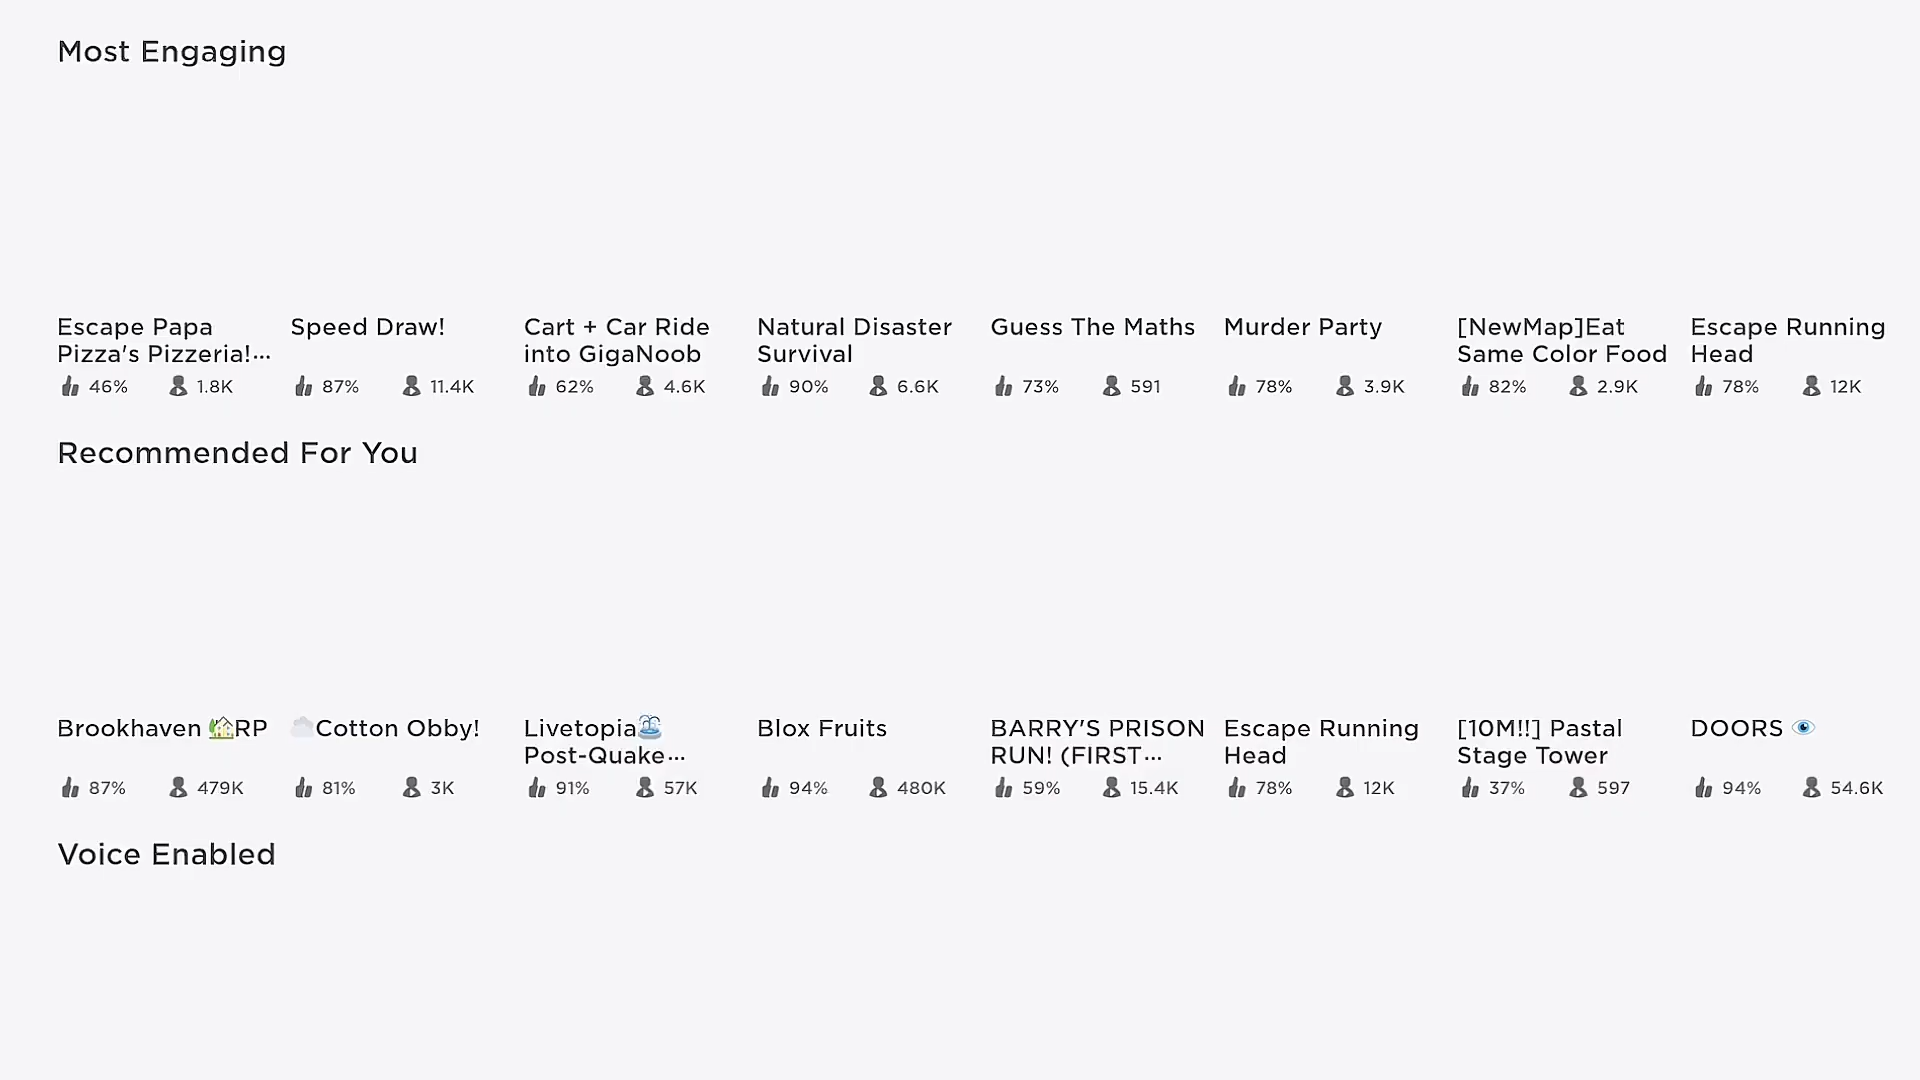 Most Engaging
Escape Papa
Pizza's Pizzeria!...
46% 1.8K
Speed Draw!
87% 11.4K
Cart + Car Ride
into GigaNoob
62% 4.6K
Natural Disaster
Survival
90% 6.6K
Guess The Maths
73% 591
Murder Party
78% 3.9K
[NewMap]Eat
Same Color Food
82% 2.9K
Escape Running
Head
78% 12K
Recommended For You
Brookhaven 🏡RP
87% 479K
☁️Cotton Obby!
81% 3K
Livetopia⛲
Post-Quake...
91% 57K
Blox Fruits
94% 480K
BARRY'S PRISON
RUN! (FIRST...
59% 15.4K
Escape Running
Head
78% 12K
[10M!!] Pastal
Stage Tower
37% 597
DOORS 👁️
94% 54.6K
Voice Enabled